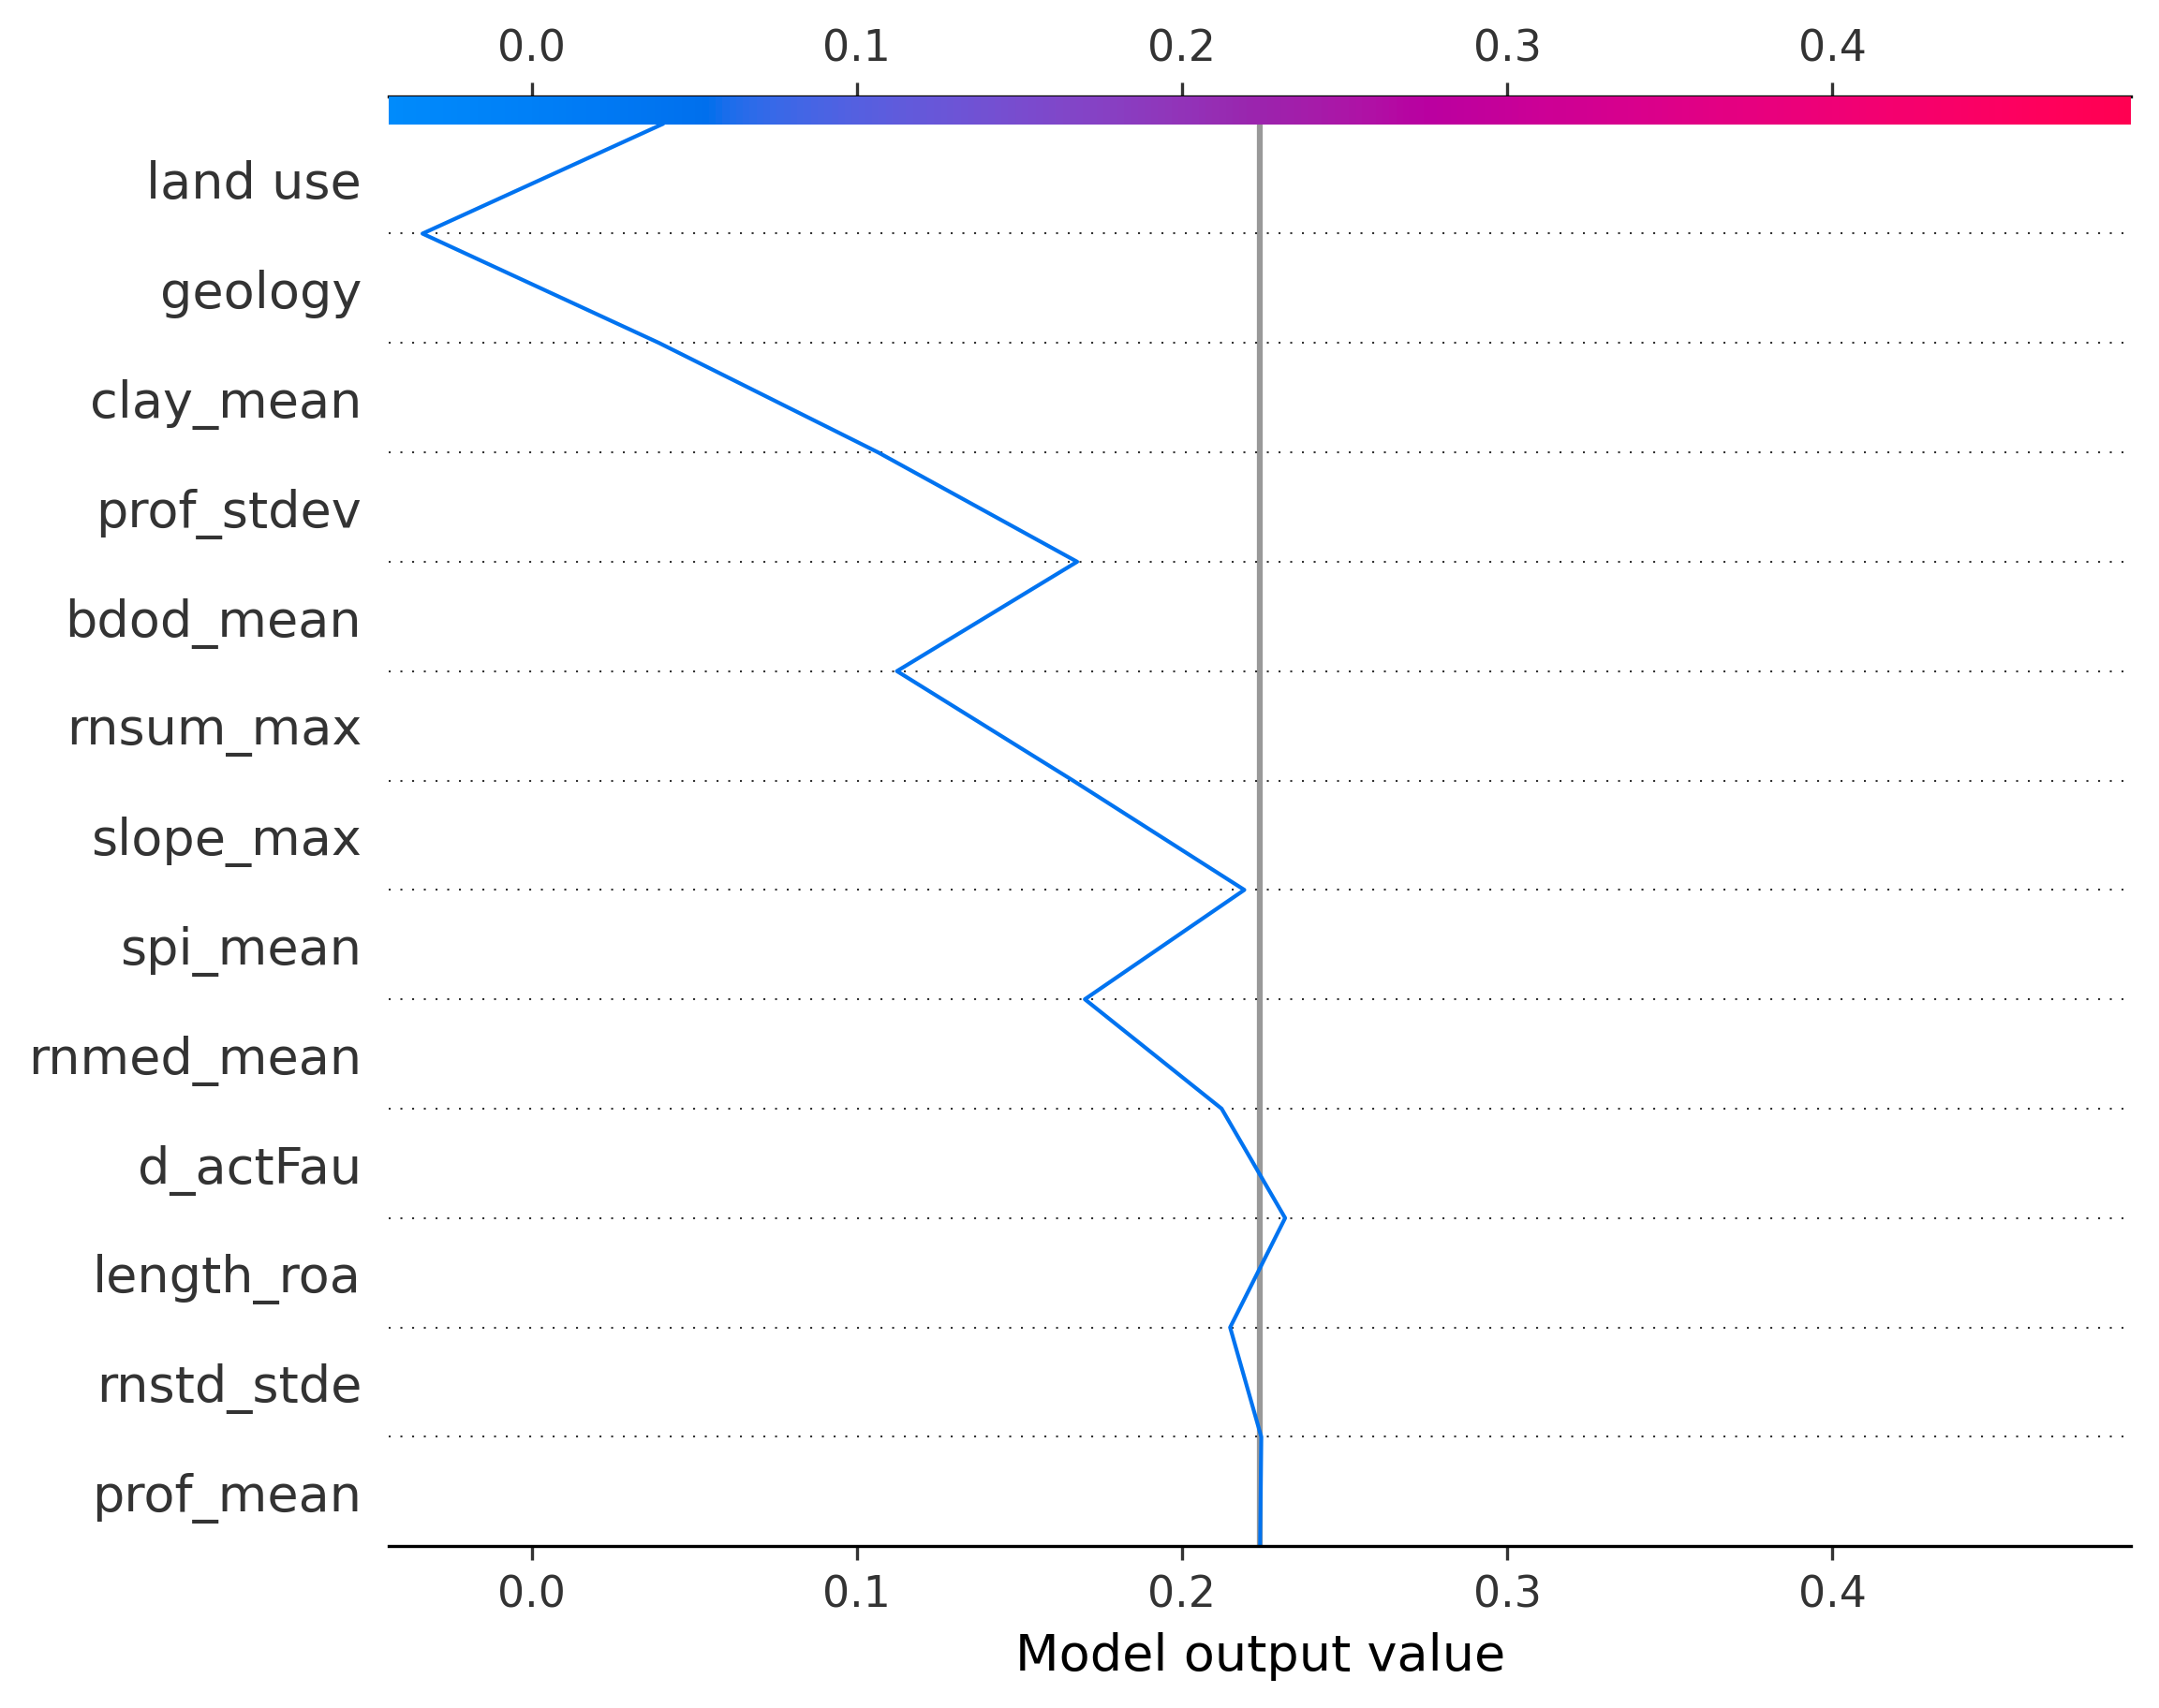 0.0 0.1 0.2 0.3 0.4
land use
geology
clay_mean
prof_stdev
bdod_mean
rnsum_max
slope_max
spi_mean
rnmed_mean
d_actFau
length_roa
rnstd_stde
prof_mean
0.0 0.1 0.2 0.3 0.4
Model output value